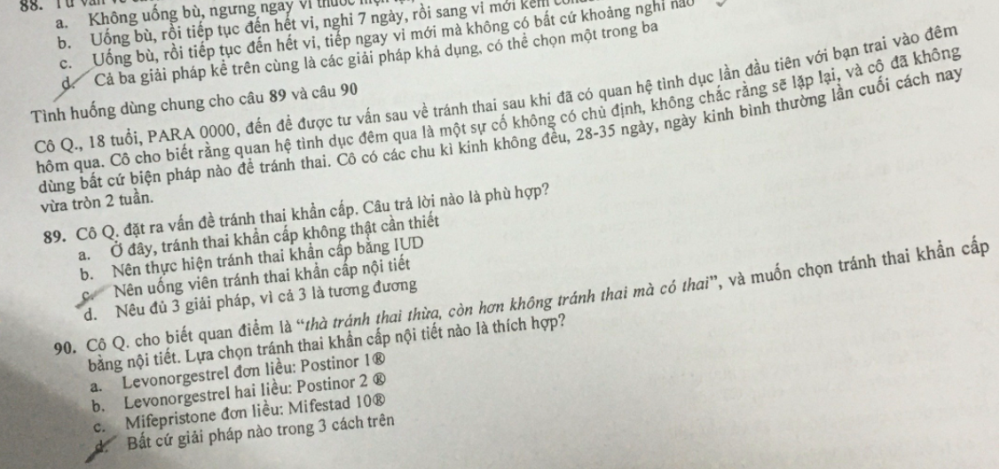 88. Từ vấn
a. Không uống bù, ngưng ngay vỉ thuốc
b. Uống bù, rồi tiếp tục đến hết vỉ, nghỉ 7 ngày, rồi sang vỉ mới kèm
c. Uống bù, rồi tiếp tục đến hết vỉ, tiếp ngay vỉ mới mà không có bất cứ khoảng nghỉ nào
d. Cả ba giải pháp kể trên cùng là các giải pháp khả dụng, có thể chọn một trong ba
Tình huống dùng chung cho câu 89 và câu 90
Cô Q., 18 tuổi, PARA 0000, đến để được tư vấn sau về tránh thai sau khi đã có quan hệ tình dục lần đầu tiên với bạn trai vào đêm
hôm qua. Cô cho biết rằng quan hệ tình dục đêm qua là một sự cố không có chủ định, không chắc rằng sẽ lặp lại, và cô đã không
dùng bất cứ biện pháp nào để tránh thai. Cô có các chu kì kinh không đều, 28-35 ngày, ngày kinh bình thường lần cuối cách nay
vừa tròn 2 tuần.
89. Cô Q. đặt ra vấn đề tránh thai khẩn cấp. Câu trả lời nào là phù hợp?
a. Ở đây, tránh thai khẩn cấp không thật cần thiết
b. Nên thực hiện tránh thai khẩn cấp bằng IUD
c. Nên uống viên tránh thai khẩn cấp nội tiết
d. Nêu đủ 3 giải pháp, vì cả 3 là tương đương
90. Cô Q. cho biết quan điểm là “thà tránh thai thừa, còn hơn không tránh thai mà có thai”, và muốn chọn tránh thai khẩn cấp
bằng nội tiết. Lựa chọn tránh thai khẩn cấp nội tiết nào là thích hợp?
a. Levonorgestrel đơn liều: Postinor 1®
b. Levonorgestrel hai liều: Postinor 2 ®
c. Mifepristone đơn liều: Mifestad 10®
d. Bất cứ giải pháp nào trong 3 cách trên